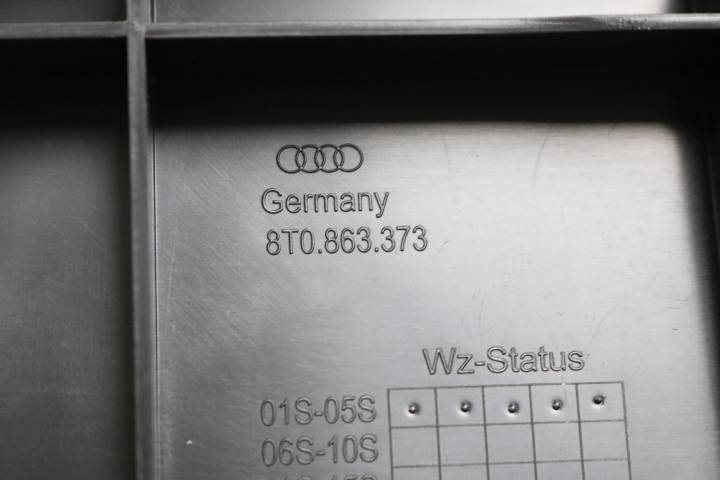 Germany
8T0.863.373
Wz-Status
01S-05S
06S-10S